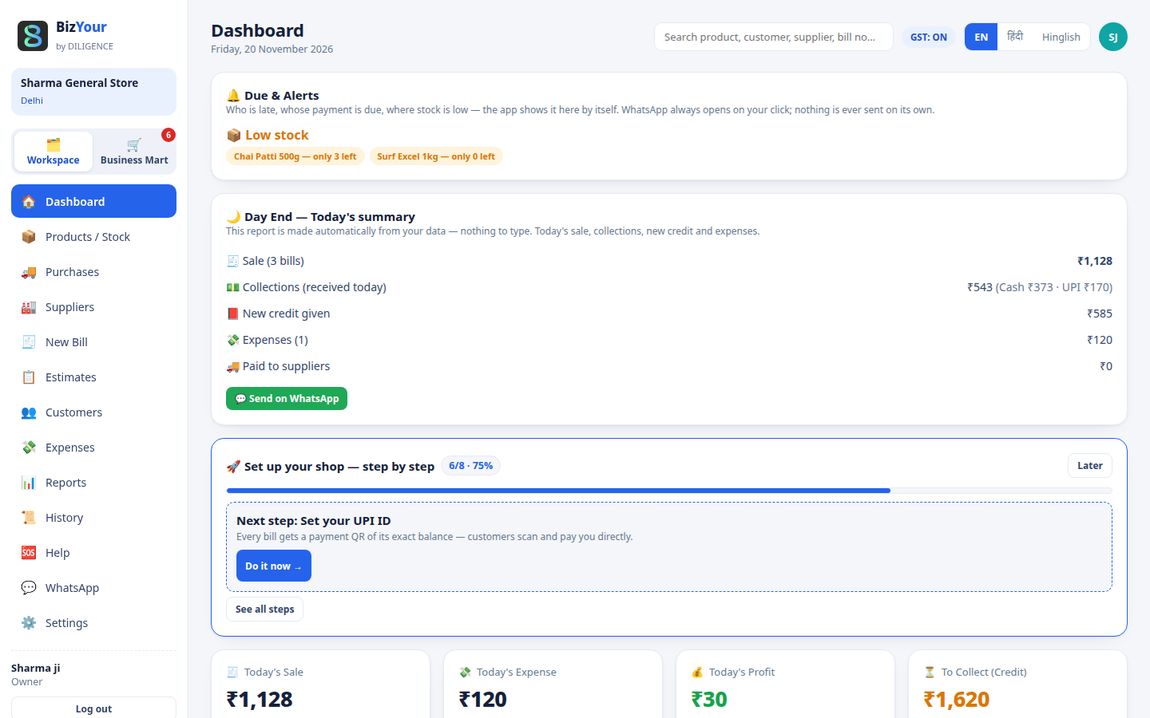 BizYour
by DILIGENCE
Sharma General Store
Delhi
Workspace
Business Mart
6
Dashboard
Products / Stock
Purchases
Suppliers
New Bill
Estimates
Customers
Expenses
Reports
History
Help
WhatsApp
Settings
Sharma ji
Owner
Log out
Dashboard
Friday, 20 November 2026
Search product, customer, supplier, bill no...
GST: ON
EN
हिंदी
Hinglish
SJ
🔔 Due & Alerts
Who is late, whose payment is due, where stock is low — the app shows it here by itself. WhatsApp always opens on your click; nothing is ever sent on its own.
📦 Low stock
Chai Patti 500g — only 3 left
Surf Excel 1kg — only 0 left
🌙 Day End — Today's summary
This report is made automatically from your data — nothing to type. Today's sale, collections, new credit and expenses.
🧾 Sale (3 bills) ₹1,128
💵 Collections (received today) ₹543 (Cash ₹373 · UPI ₹170)
📕 New credit given ₹585
💸 Expenses (1) ₹120
🚚 Paid to suppliers ₹0
💬 Send on WhatsApp
🚀 Set up your shop — step by step 6/8 · 75% Later
Next step: Set your UPI ID
Every bill gets a payment QR of its exact balance — customers scan and pay you directly.
Do it now →
See all steps
🧾 Today's Sale
₹1,128
💸 Today's Expense
₹120
💰 Today's Profit
₹30
⏳ To Collect (Credit)
₹1,620